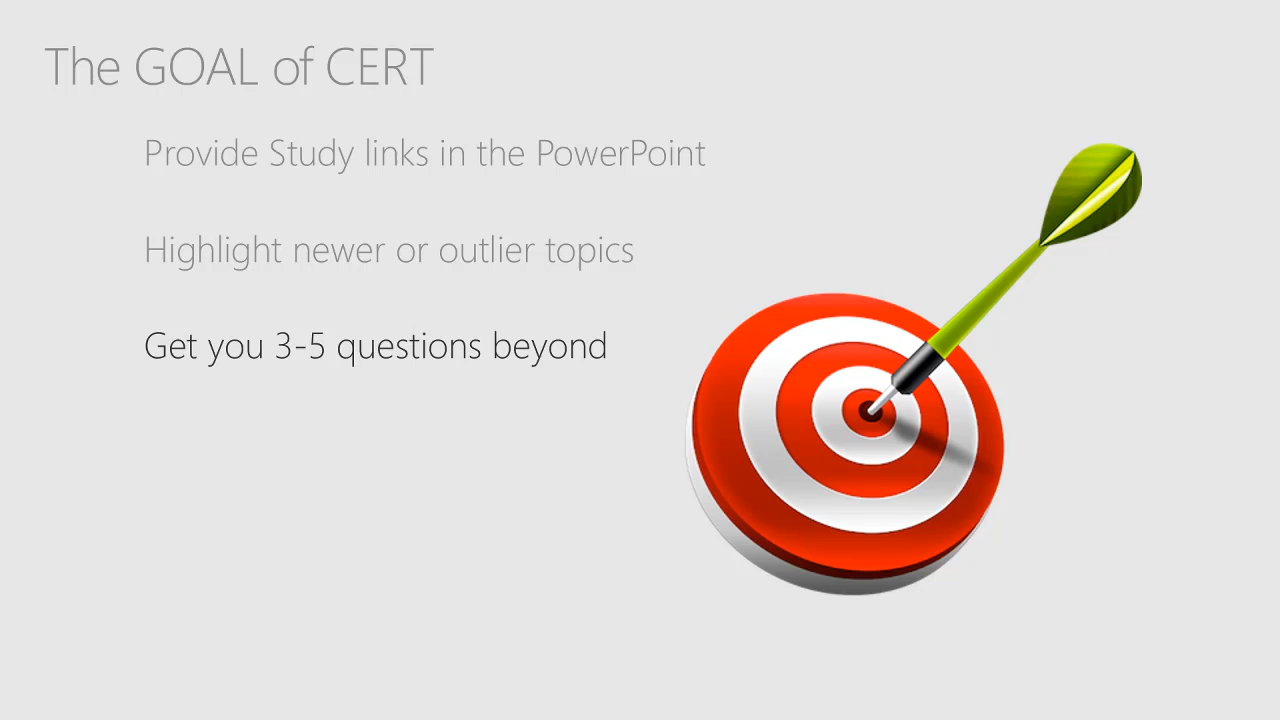 The GOAL of CERT
Provide Study links in the PowerPoint
Highlight newer or outlier topics
Get you 3-5 questions beyond